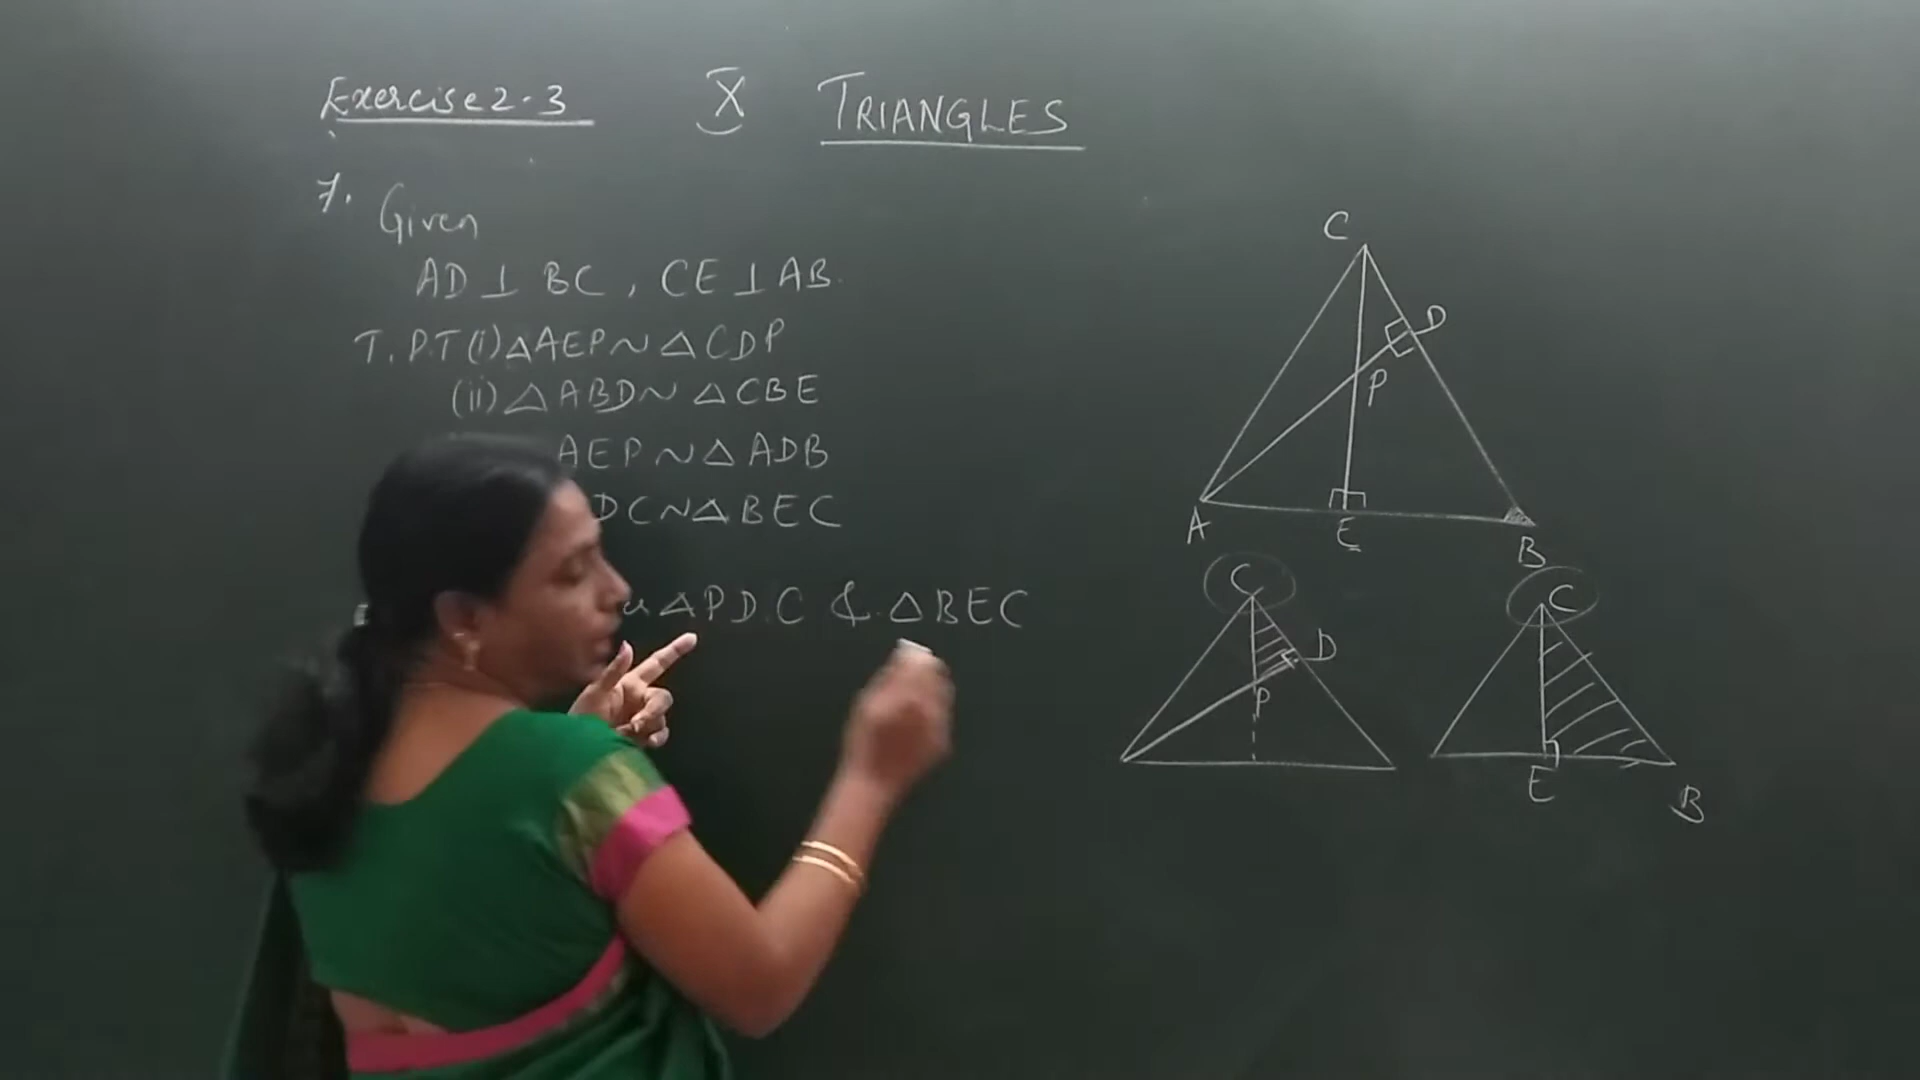 Exercise 2.3 X TRIANGLES
7. Given
AD ⊥ BC, CE ⊥ AB.
T.P.T (i) △AEP ~ △CDP
(ii) △ABD ~ △CBE
AEP ~ △ADB
DC ~ △BEC
△PDC & △BEC
C
D
P
A
E
B
C
D
P
C
E
B